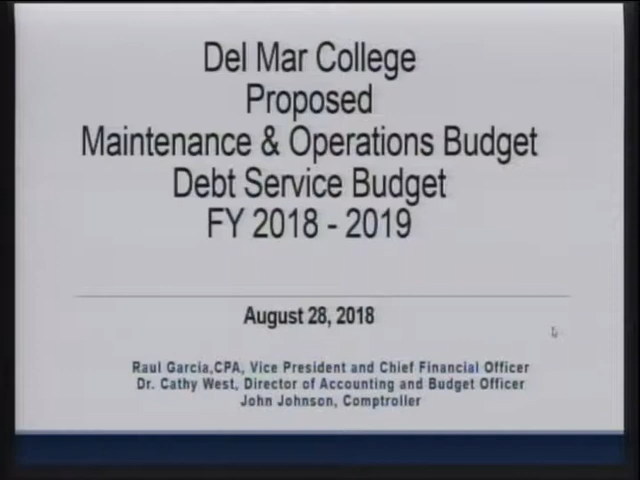 Del Mar College
Proposed
Maintenance & Operations Budget
Debt Service Budget
FY 2018 - 2019
August 28, 2018
Raul Garcia,CPA, Vice President and Chief Financial Officer
Dr. Cathy West, Director of Accounting and Budget Officer
John Johnson, Comptroller